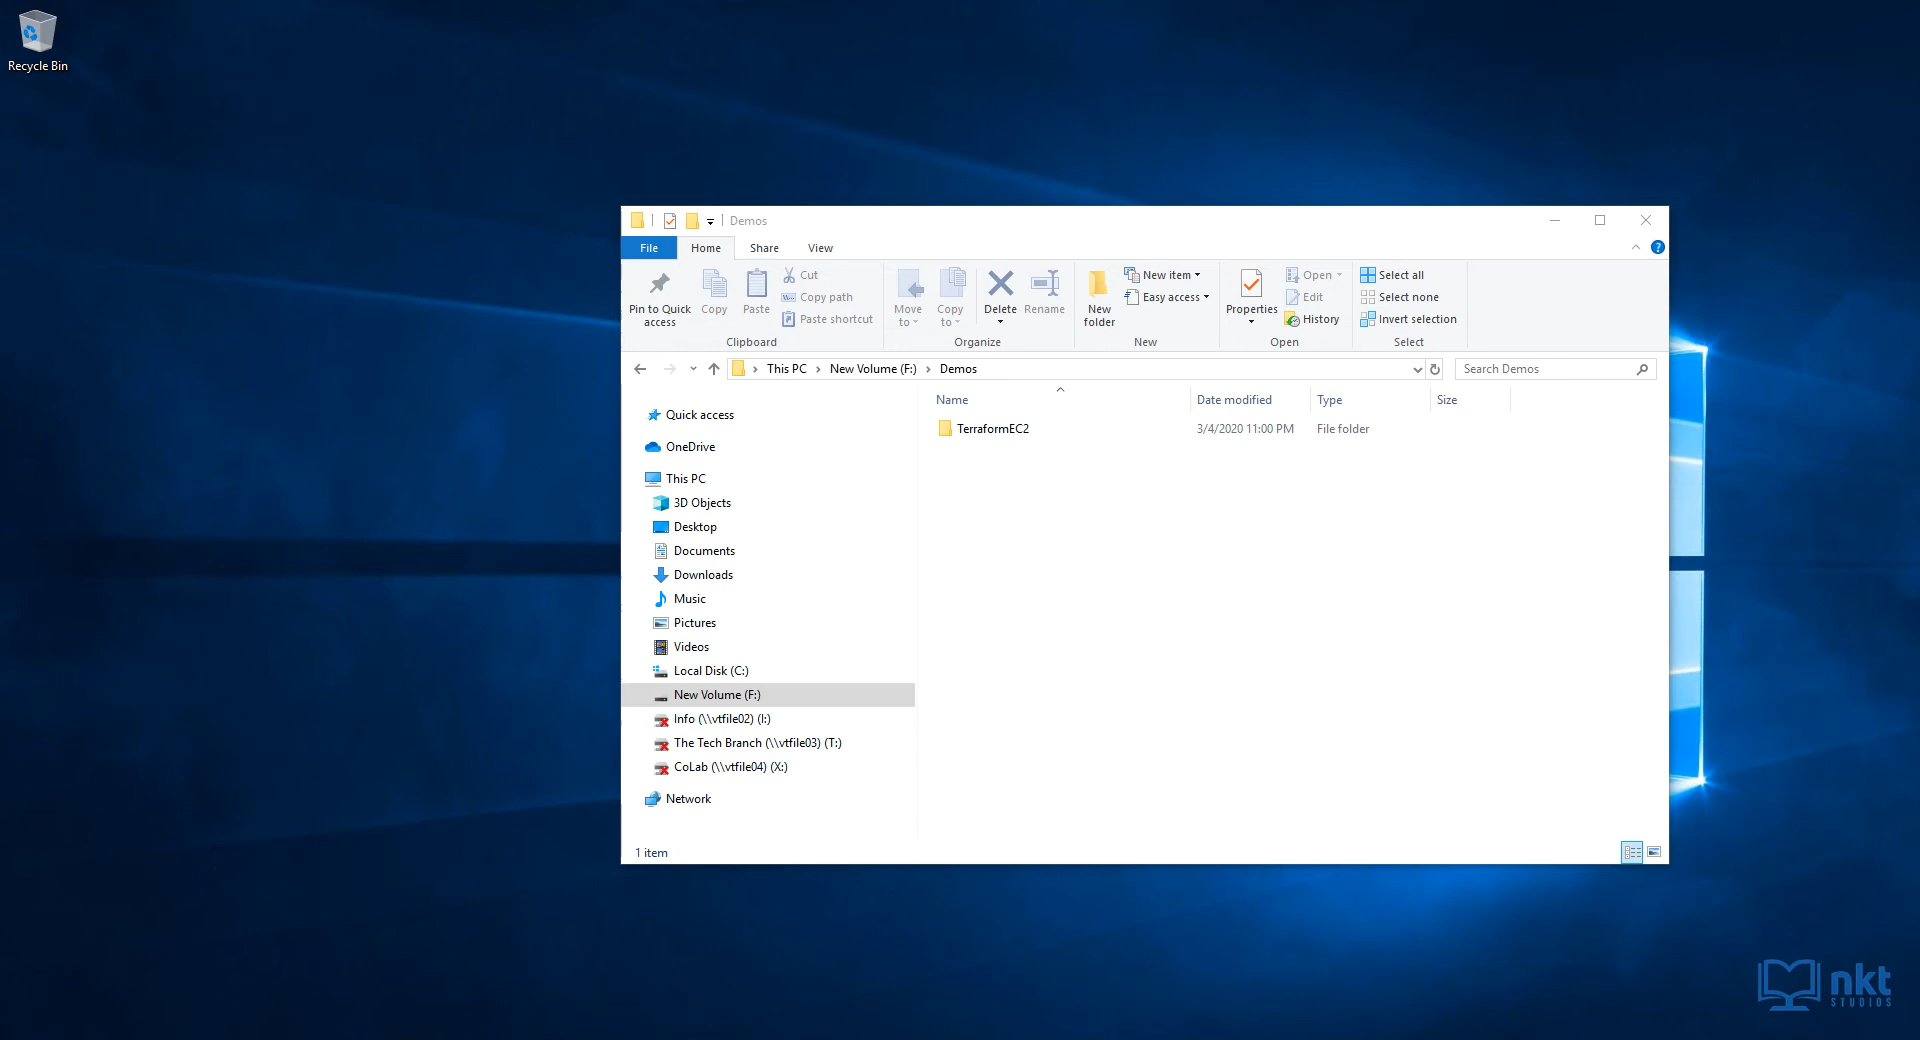 Recycle Bin
Demos
File Home Share View
Pin to Quick access
Copy
Paste
Cut
Copy path
Paste shortcut
Clipboard
Move to
Copy to
Delete
Rename
Organize
New folder
New item
Easy access
New
Properties
Open
Edit
History
Open
Select all
Select none
Invert selection
Select
This PC > New Volume (F:) > Demos
Search Demos
Name Date modified Type Size
TerraformEC2 3/4/2020 11:00 PM File folder
Quick access
OneDrive
This PC
3D Objects
Desktop
Documents
Downloads
Music
Pictures
Videos
Local Disk (C:)
New Volume (F:)
Info (\\vtfile02) (I:)
The Tech Branch (\\vtfile03) (T:)
CoLab (\\vtfile04) (X:)
Network
1 item
nkt
STUDIOS